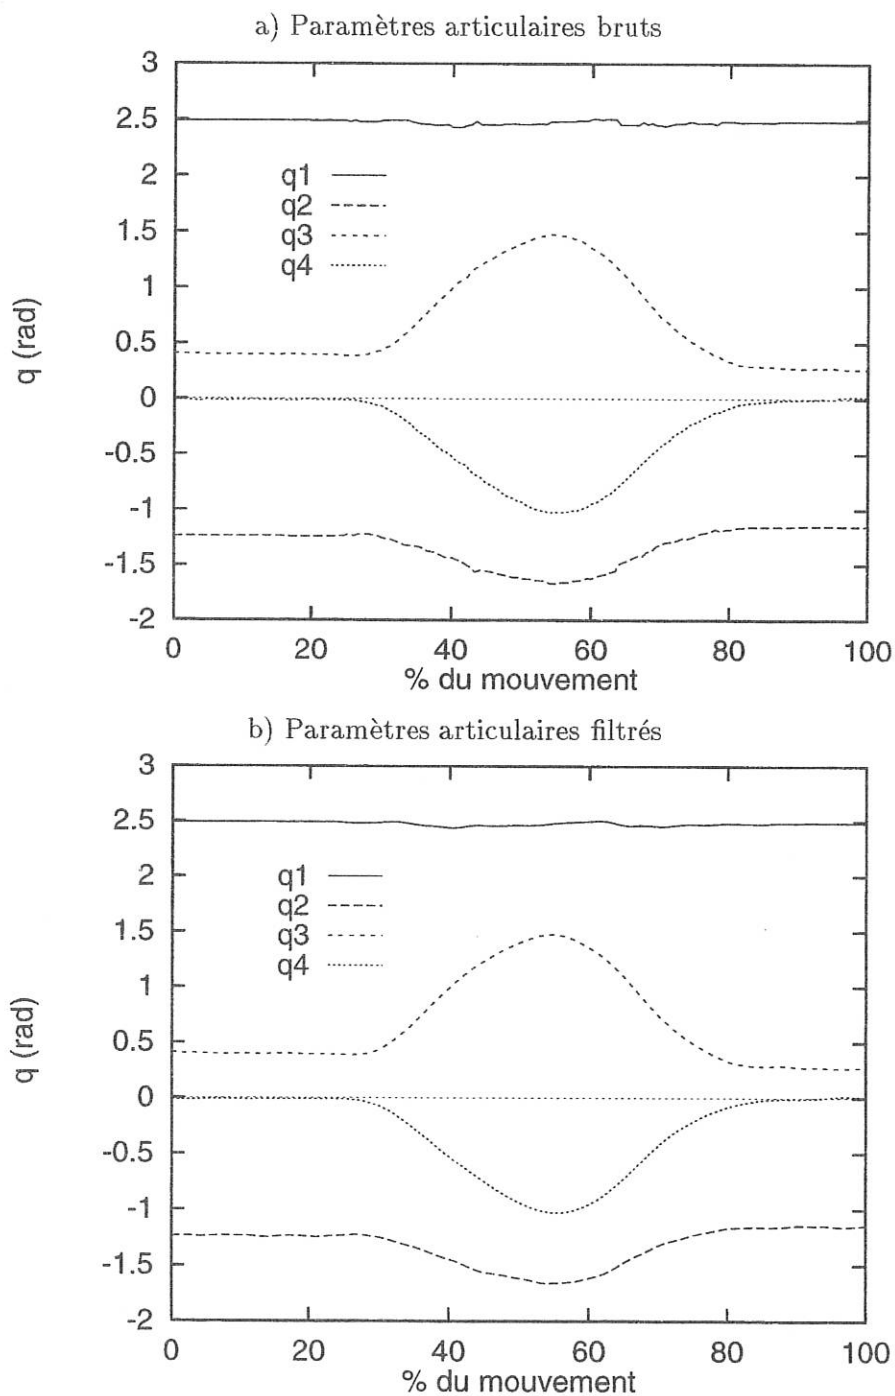 a) Paramètres articulaires bruts
3
2.5
2
1.5
1
0.5
0
-0.5
-1
-1.5
-2
q (rad)
q1
q2
q3
q4
0 20 40 60 80 100
% du mouvement
b) Paramètres articulaires filtrés
3
2.5
2
1.5
1
0.5
0
-0.5
-1
-1.5
-2
q (rad)
q1
q2
q3
q4
0 20 40 60 80 100
% du mouvement